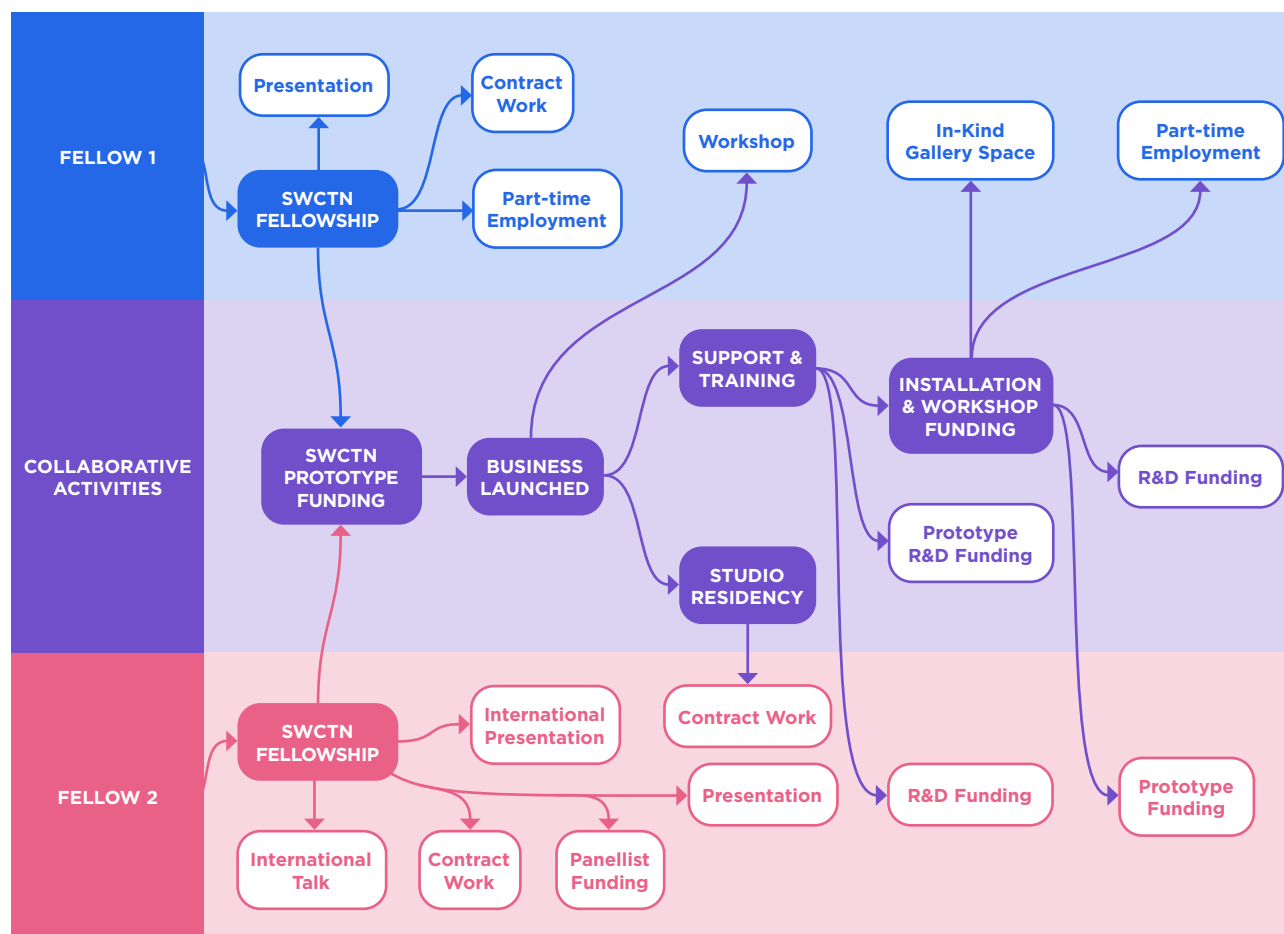 FELLOW 1
Presentation
Contract
Work
SWCTN
FELLOWSHIP
Part-time
Employment
Workshop
In-Kind
Gallery Space
Part-time
Employment
COLLABORATIVE
ACTIVITIES
SWCTN
PROTOTYPE
FUNDING
BUSINESS
LAUNCHED
SUPPORT &
TRAINING
STUDIO
RESIDENCY
INSTALLATION
& WORKSHOP
FUNDING
Prototype
R&D Funding
R&D Funding
FELLOW 2
SWCTN
FELLOWSHIP
International
Presentation
International
Talk
Contract
Work
Panellist
Funding
Contract Work
Presentation
R&D Funding
Prototype
Funding